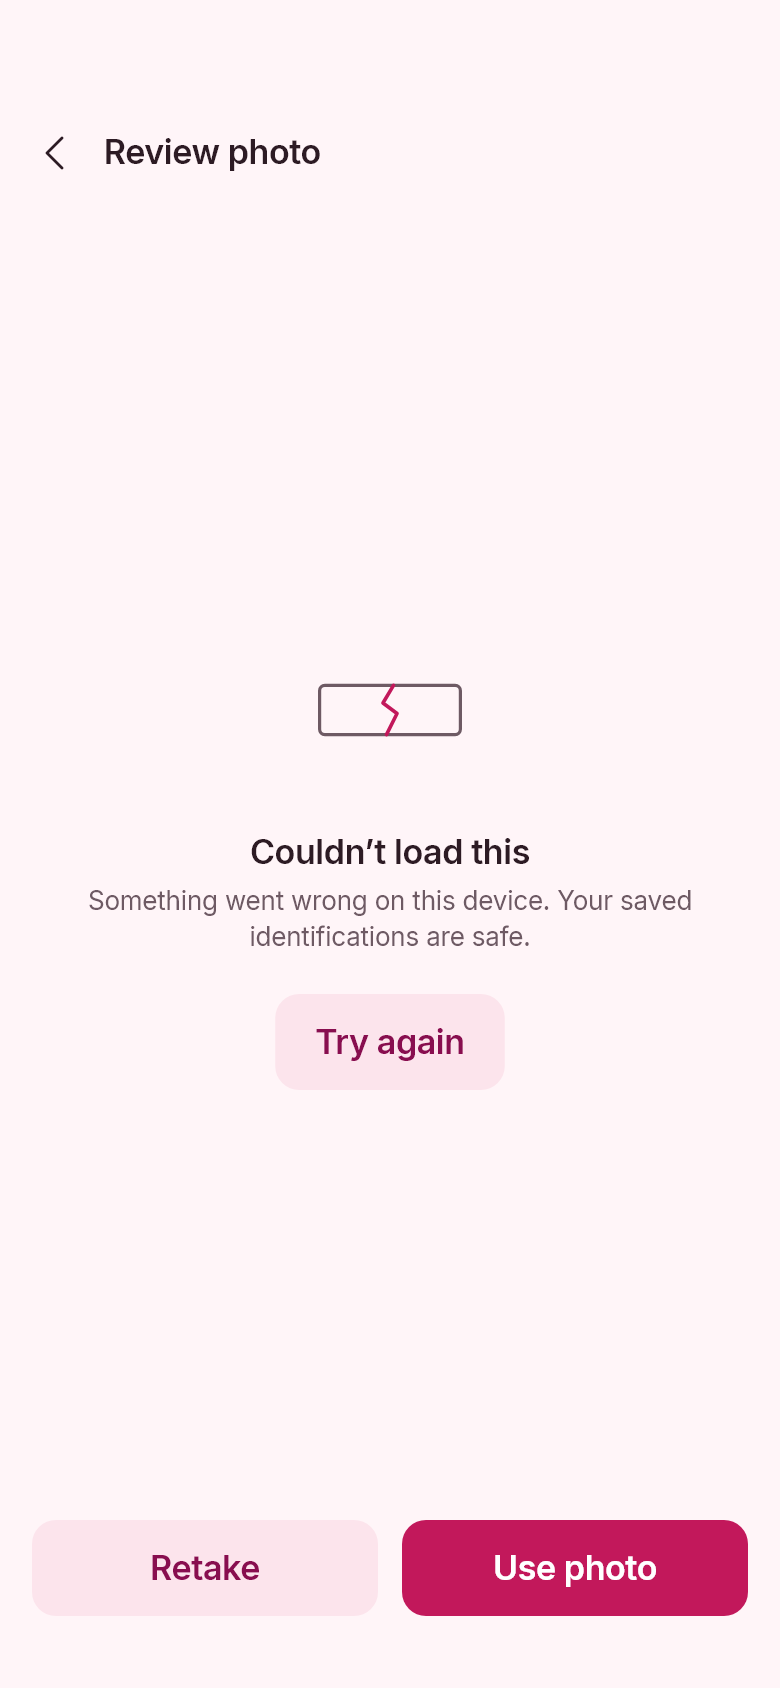 Review photo
Couldn’t load this
Something went wrong on this device. Your saved
identifications are safe.
Try again
Retake
Use photo